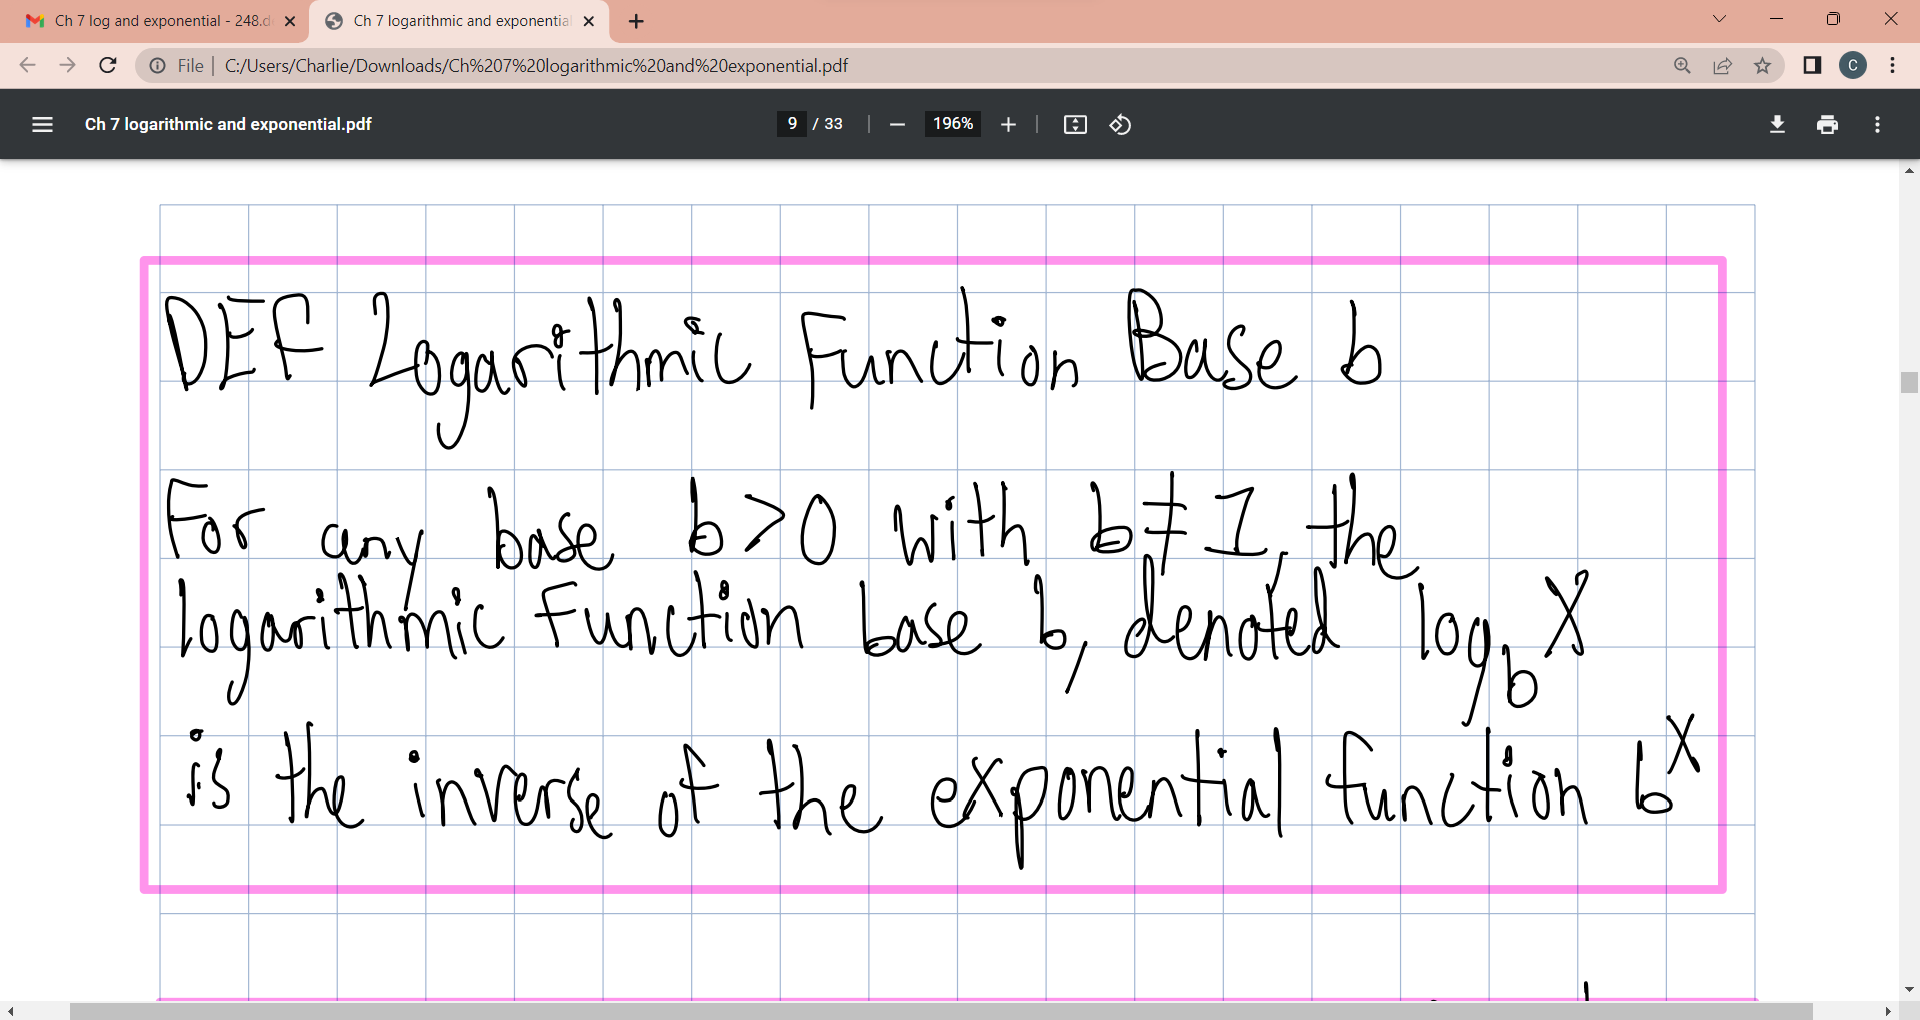 Ch 7 log and exponential - 248.d
Ch 7 logarithmic and exponentia
File | C:/Users/Charlie/Downloads/Ch%207%20logarithmic%20and%20exponential.pdf
C
Ch 7 logarithmic and exponential.pdf
9 / 33
196%
DEF Logarithmic Function Base b
For any base b>0 with b≠1, the
logarithmic function base b, denoted log_b X
is the inverse of the exponential function b^X